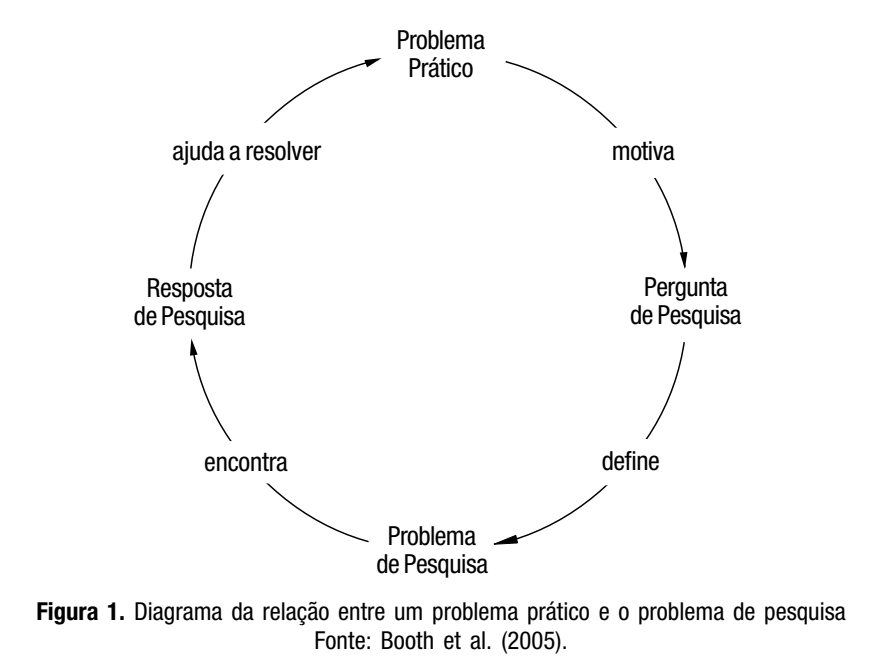 Problema
Prático
motiva
Pergunta
de Pesquisa
define
Problema
de Pesquisa
encontra
Resposta
de Pesquisa
ajuda a resolver
Figura 1. Diagrama da relação entre um problema prático e o problema de pesquisa
Fonte: Booth et al. (2005).